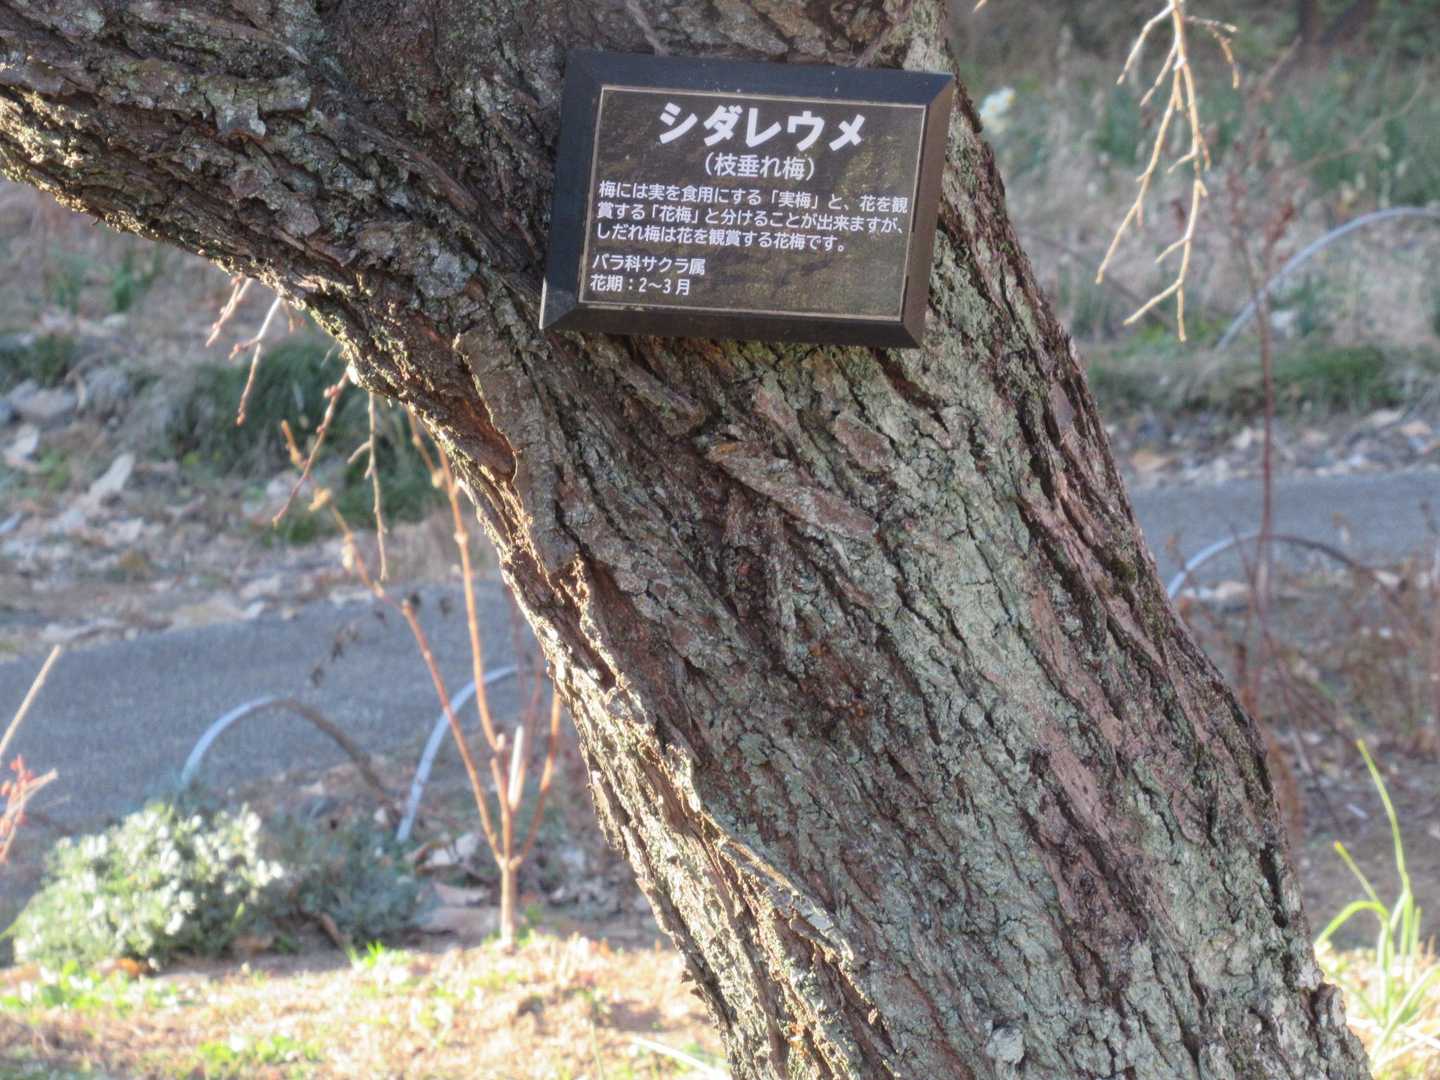 シダレウメ
（枝垂れ梅）
梅には実を食用にする「実梅」と、花を観
賞する「花梅」と分けることが出来ますが、
しだれ梅は花を観賞する花梅です。
バラ科サクラ属
花期：2～3月